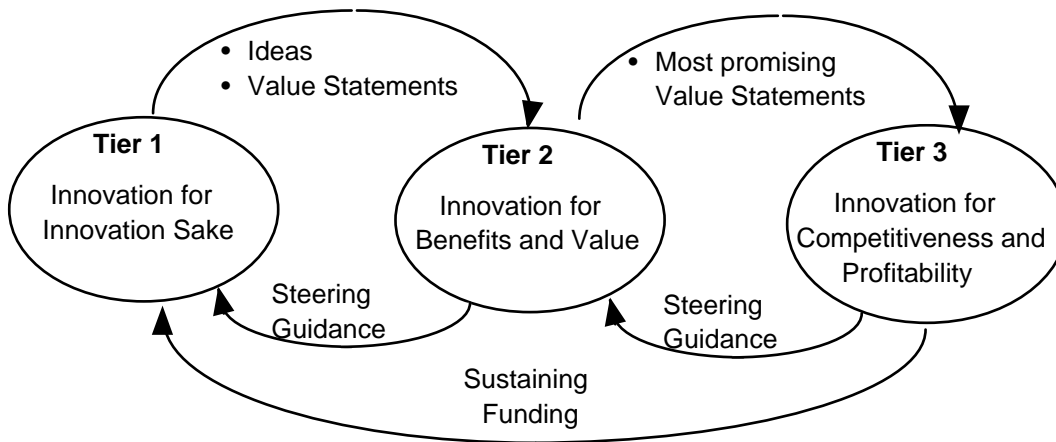 • Ideas
• Value Statements
• Most promising
Value Statements
Tier 1
Innovation for
Innovation Sake
Tier 2
Innovation for
Benefits and Value
Tier 3
Innovation for
Competitiveness and
Profitability
Steering
Guidance
Steering
Guidance
Sustaining
Funding